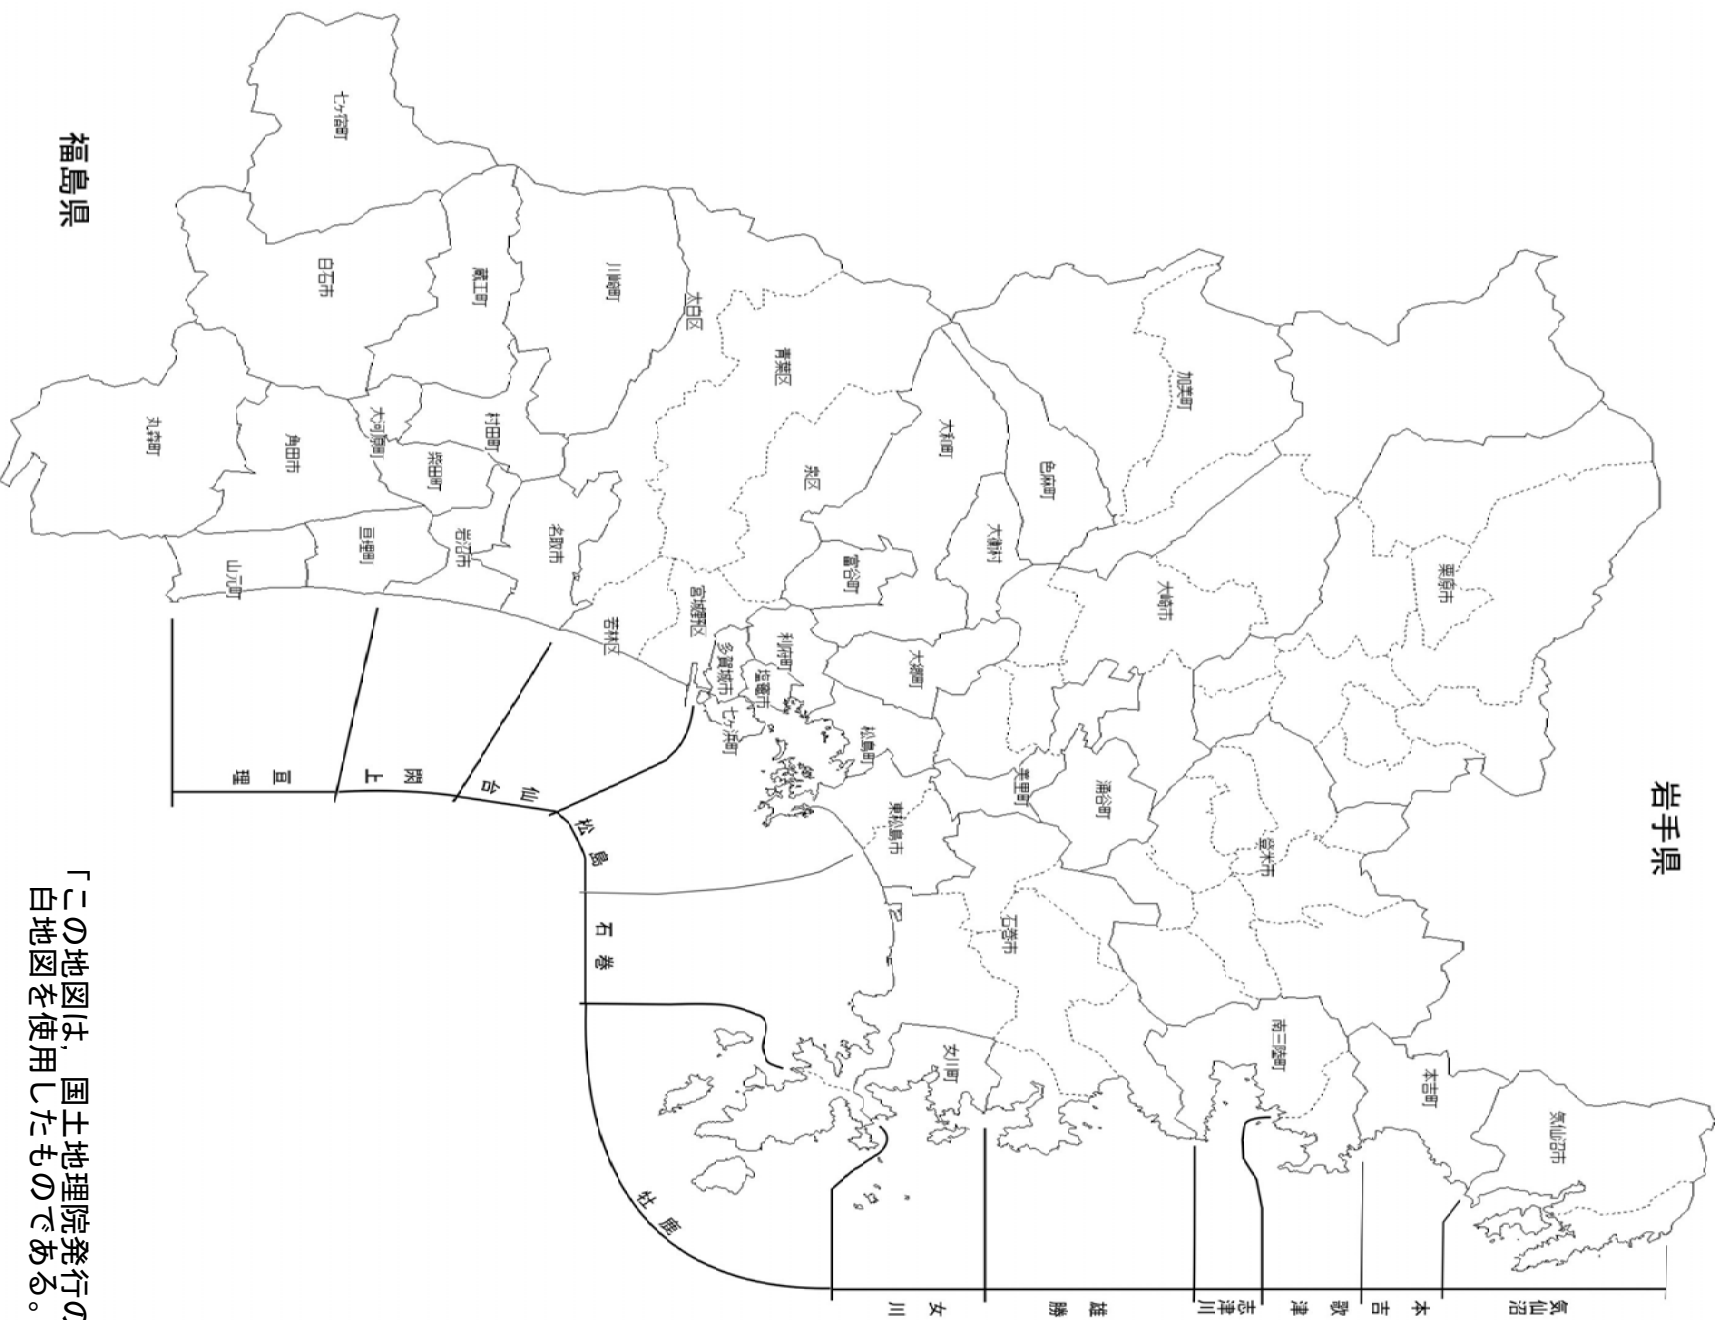 岩手県
福島県
気仙沼市
本吉町
南三陸町
栗原市
登米市
大崎市
加美町
涌谷町
色麻町
美里町
石巻市
女川町
大衡村
大和町
大郷町
東松島市
松島町
富谷町
泉区
青葉区
利府町
塩竈市
多賀城市
七ヶ浜町
宮城野区
太白区
若林区
川崎町
名取市
村田町
蔵王町
岩沼市
柴田町
大河原町
亘理町
白石市
七ヶ宿町
角田市
山元町
丸森町
気仙沼
本吉
歌津
志津川
雄勝
女川
牡鹿
石巻
松島
仙台
閖上
亘理
「この地図は，国土地理院発行の
白地図を使用したものである。